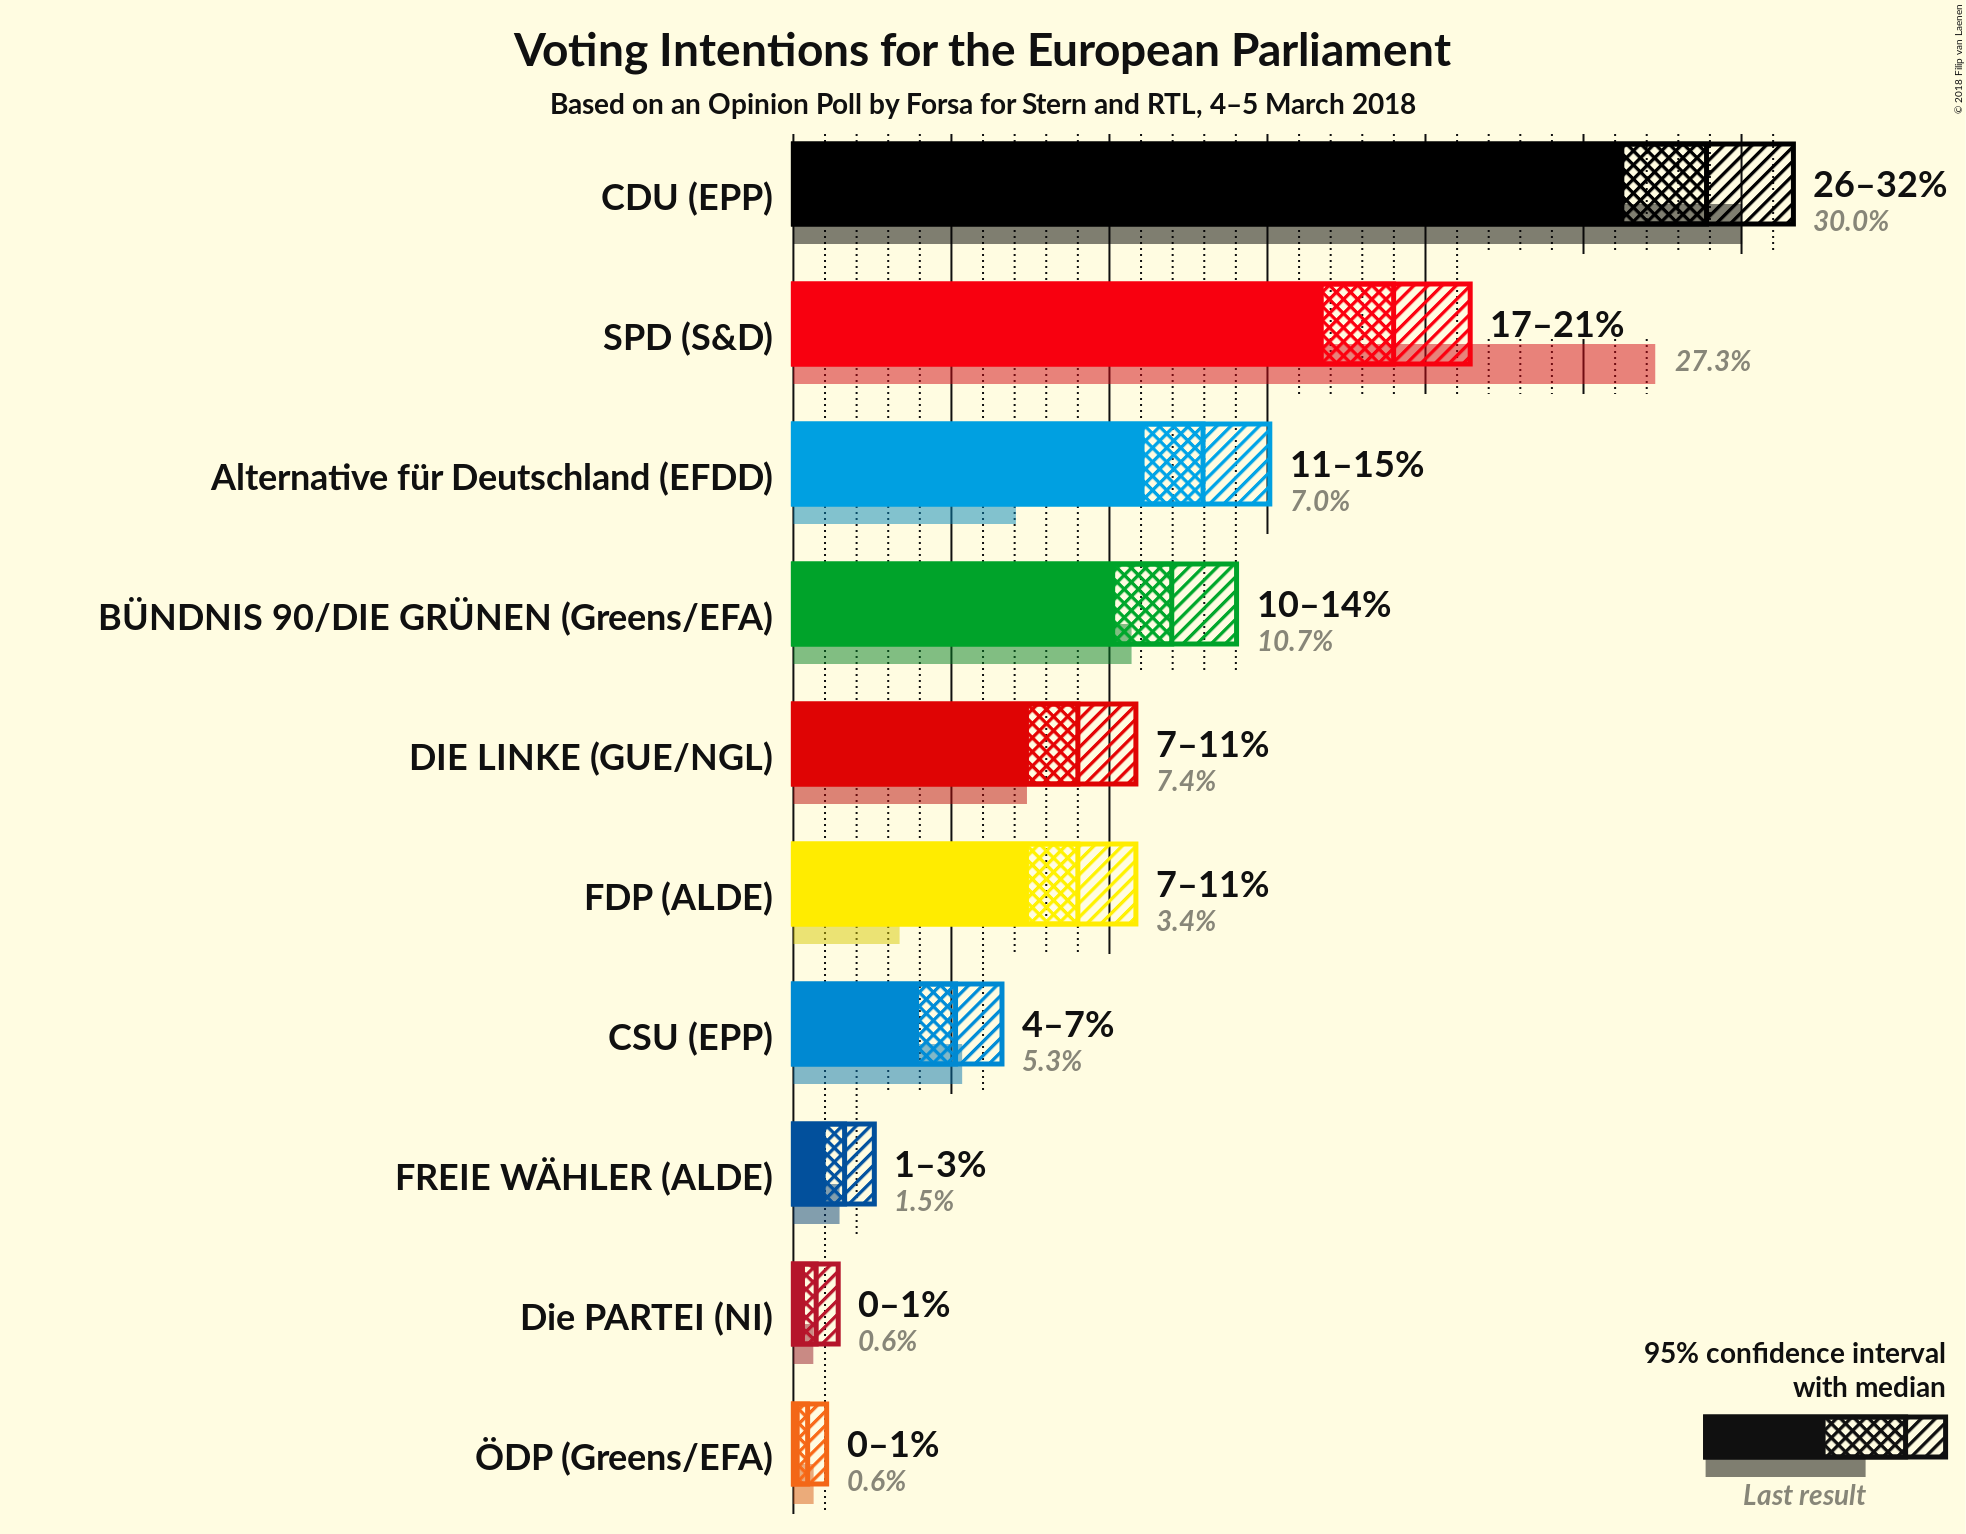 Voting Intentions for the European Parliament
Based on an Opinion Poll by Forsa for Stern and RTL, 4–5 March 2018
© 2018 Filip van Laenen
CDU (EPP)
26–32%
30.0%
SPD (S&D)
17–21%
27.3%
Alternative für Deutschland (EFDD)
11–15%
7.0%
BÜNDNIS 90/DIE GRÜNEN (Greens/EFA)
10–14%
10.7%
DIE LINKE (GUE/NGL)
7–11%
7.4%
FDP (ALDE)
7–11%
3.4%
CSU (EPP)
4–7%
5.3%
FREIE WÄHLER (ALDE)
1–3%
1.5%
Die PARTEI (NI)
0–1%
0.6%
ÖDP (Greens/EFA)
0–1%
0.6%
95% confidence interval
with median
Last result